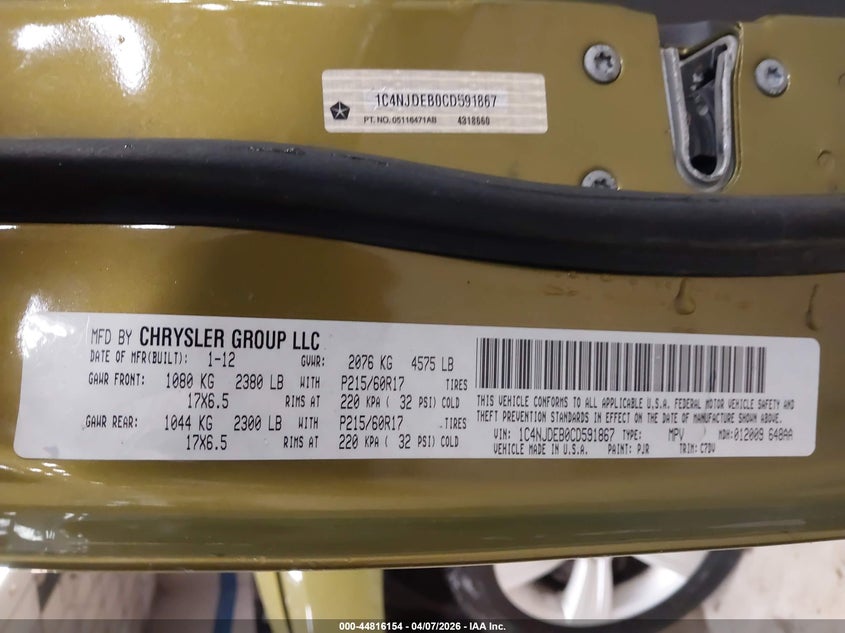 1C4NJDEB0CD591867
PT. NO. 05116471AB 4318660
MFD BY CHRYSLER GROUP LLC
DATE OF MFR(BUILT): 1-12 GVWR: 2076 KG 4575 LB
GAWR FRONT: 1080 KG 2380 LB WITH P215/60R17 TIRES
17X6.5 RIMS AT 220 KPA ( 32 PSI) COLD
GAWR REAR: 1044 KG 2300 LB WITH P215/60R17 TIRES
17X6.5 RIMS AT 220 KPA ( 32 PSI) COLD
THIS VEHICLE CONFORMS TO ALL APPLICABLE U.S.A. FEDERAL MOTOR VEHICLE SAFETY AND
THEFT PREVENTION STANDARDS IN EFFECT ON THE DATE OF MANUFACTURE SHOWN ABOVE.
VIN: 1C4NJDEB0CD591867 TYPE: MPV MDH: 012009 648AA
VEHICLE MADE IN U.S.A. PAINT: PJR TRIM: C7DV
000-44816154 - 04/07/2026 - IAA Inc.